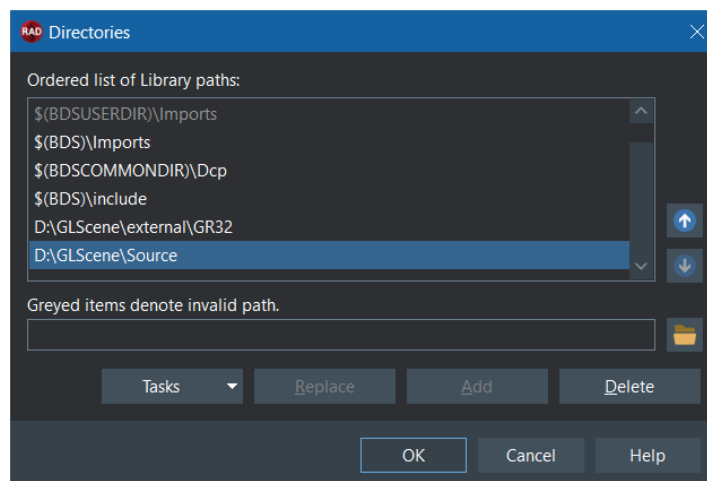 RAD Directories
Ordered list of Library paths:
$(BDSUSERDIR)\Imports
$(BDS)\Imports
$(BDSCOMMONDIR)\Dcp
$(BDS)\include
D:\GLScene\external\GR32
D:\GLScene\Source
Greyed items denote invalid path.
Tasks Replace Add Delete
OK Cancel Help